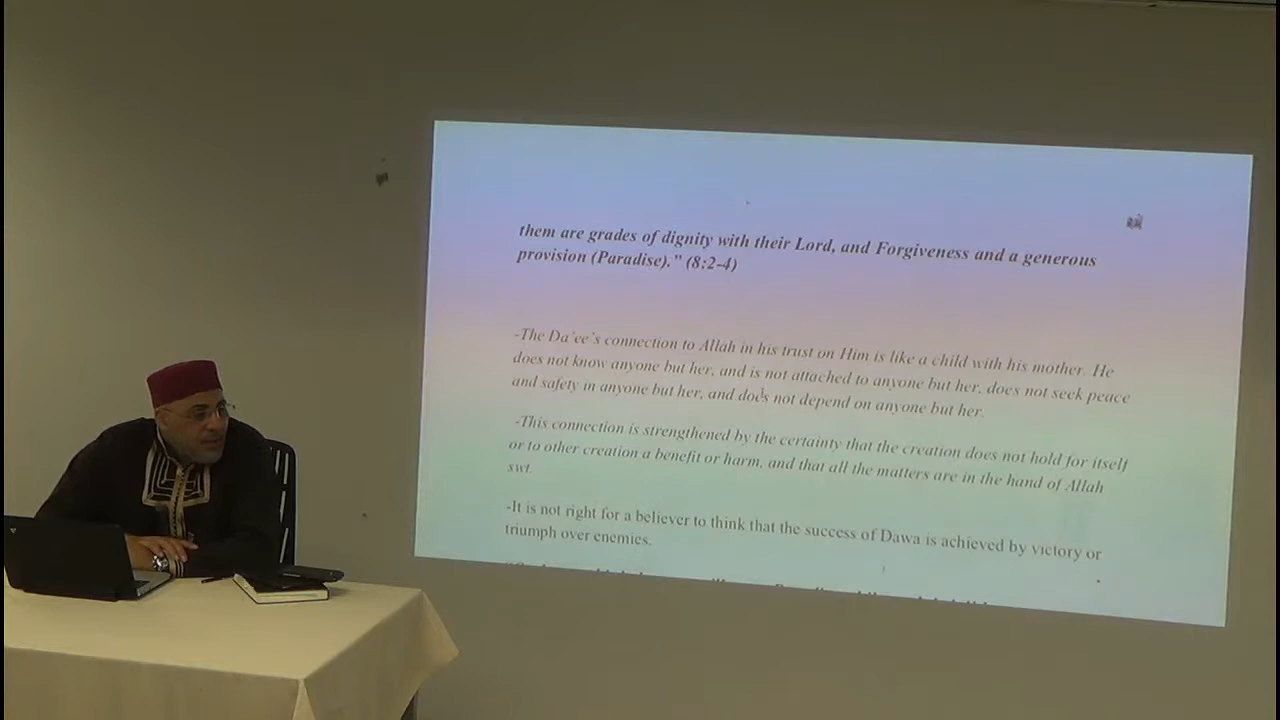 them are grades of dignity with their Lord, and Forgiveness and a generous
provision (Paradise)." (8:2-4)
-The Da'ee's connection to Allah in his trust on Him is like a child with his mother. He
does not know anyone but her, and is not attached to anyone but her, does not seek peace
and safety in anyone but her, and does not depend on anyone but her.
-This connection is strengthened by the certainty that the creation does not hold for itself
or to other creation a benefit or harm, and that all the matters are in the hand of Allah
swt.
-It is not right for a believer to think that the success of Dawa is achieved by victory or
triumph over enemies.